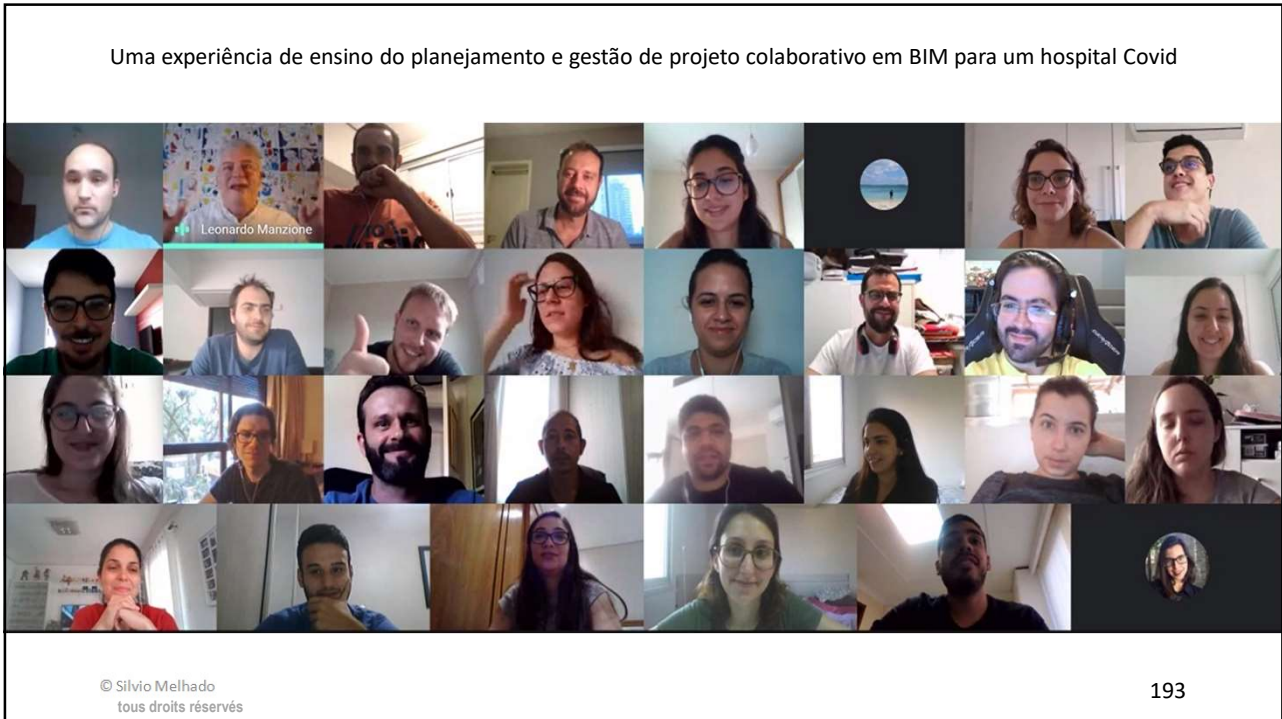 Uma experiência de ensino do planejamento e gestão de projeto colaborativo em BIM para um hospital Covid
Leonardo Manzione
© Silvio Melhado
tous droits réservés
193